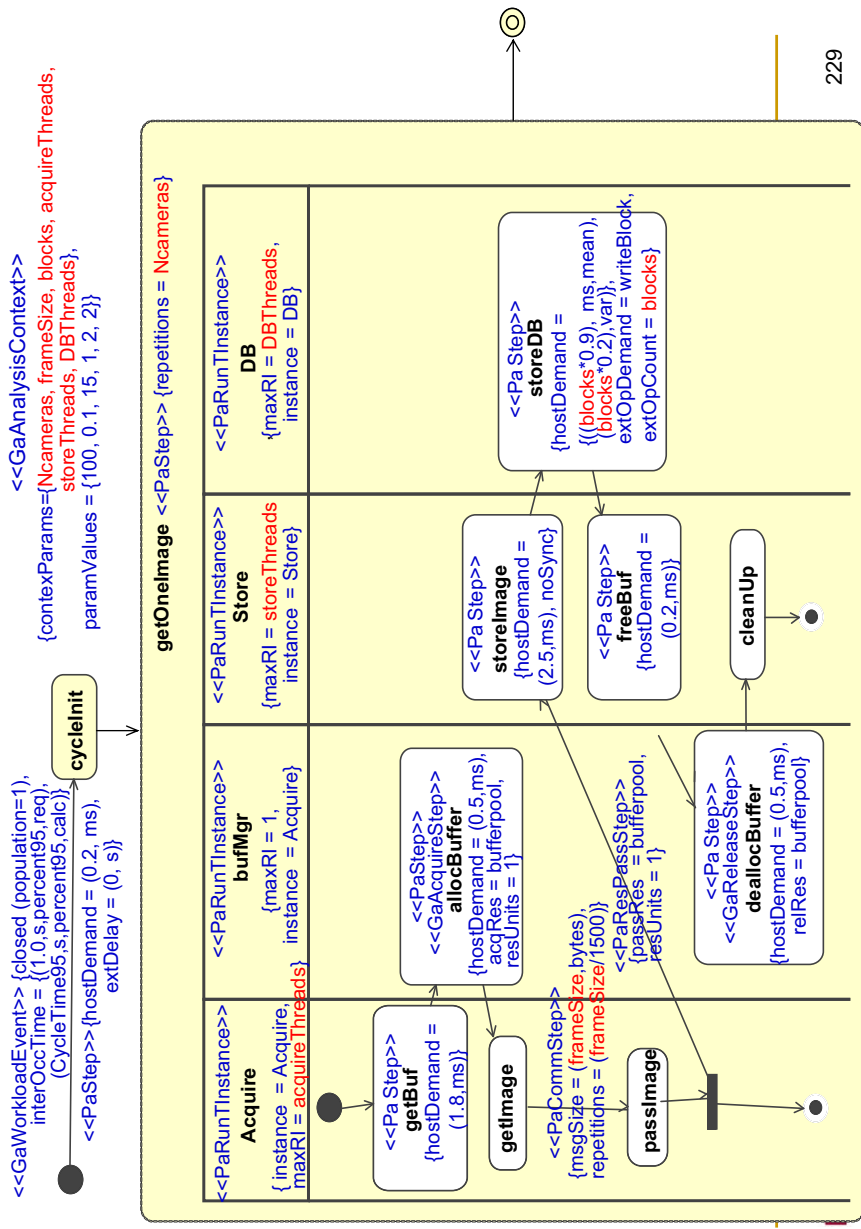 <<GaWorkloadEvent>> {closed (population=1),
interOccTime = {(1.0,s,percent95,req),
(CycleTime95,s,percent95,calc)}
<<PaStep>> {hostDemand = (0.2, ms),
extDelay = (0, s)}
cycleInit
<<GaAnalysisContext>>
{contexParams={Ncameras, frameSize, blocks, acquireThreads,
storeThreads, DBThreads},
paramValues = {100, 0.1, 15, 1, 2, 2}}
getOneImage <<PaStep>> {repetitions = Ncameras}
<<PaRunTInstance>>
Acquire
{ instance = Acquire,
maxRI = acquireThreads}
<<PaRunTInstance>>
bufMgr
{maxRI = 1,
instance = Acquire}
<<PaRunTInstance>>
Store
{maxRI = storeThreads
instance = Store}
<<PaRunTInstance>>
DB
{maxRI = DBThreads,
instance = DB}
<<Pa Step>>
getBuf
{hostDemand =
(1.8,ms)}
<<PaStep>>
<<GaAcquireStep>>
allocBuffer
{hostDemand = (0.5,ms),
acqRes = bufferpool,
resUnits = 1}
getImage
<<PaCommStep>>
{msgSize = (frameSize,bytes),
repetitions = (frameSize/1500)}
passImage
<<PaResPassStep>>
{passRes = bufferpool,
resUnits = 1}
<<Pa Step>>
storeImage
{hostDemand =
(2.5,ms), noSync}
<<Pa Step>>
storeDB
{hostDemand =
{((blocks*0.9), ms,mean),
(blocks*0.2),var)},
extOpDemand = writeBlock,
extOpCount = blocks}
<<Pa Step>>
freeBuf
{hostDemand =
(0.2,ms)}
<<Pa Step>>
<<GaReleaseStep>>
deallocBuffer
{hostDemand = (0.5,ms),
relRes = bufferpool}
cleanUp
229